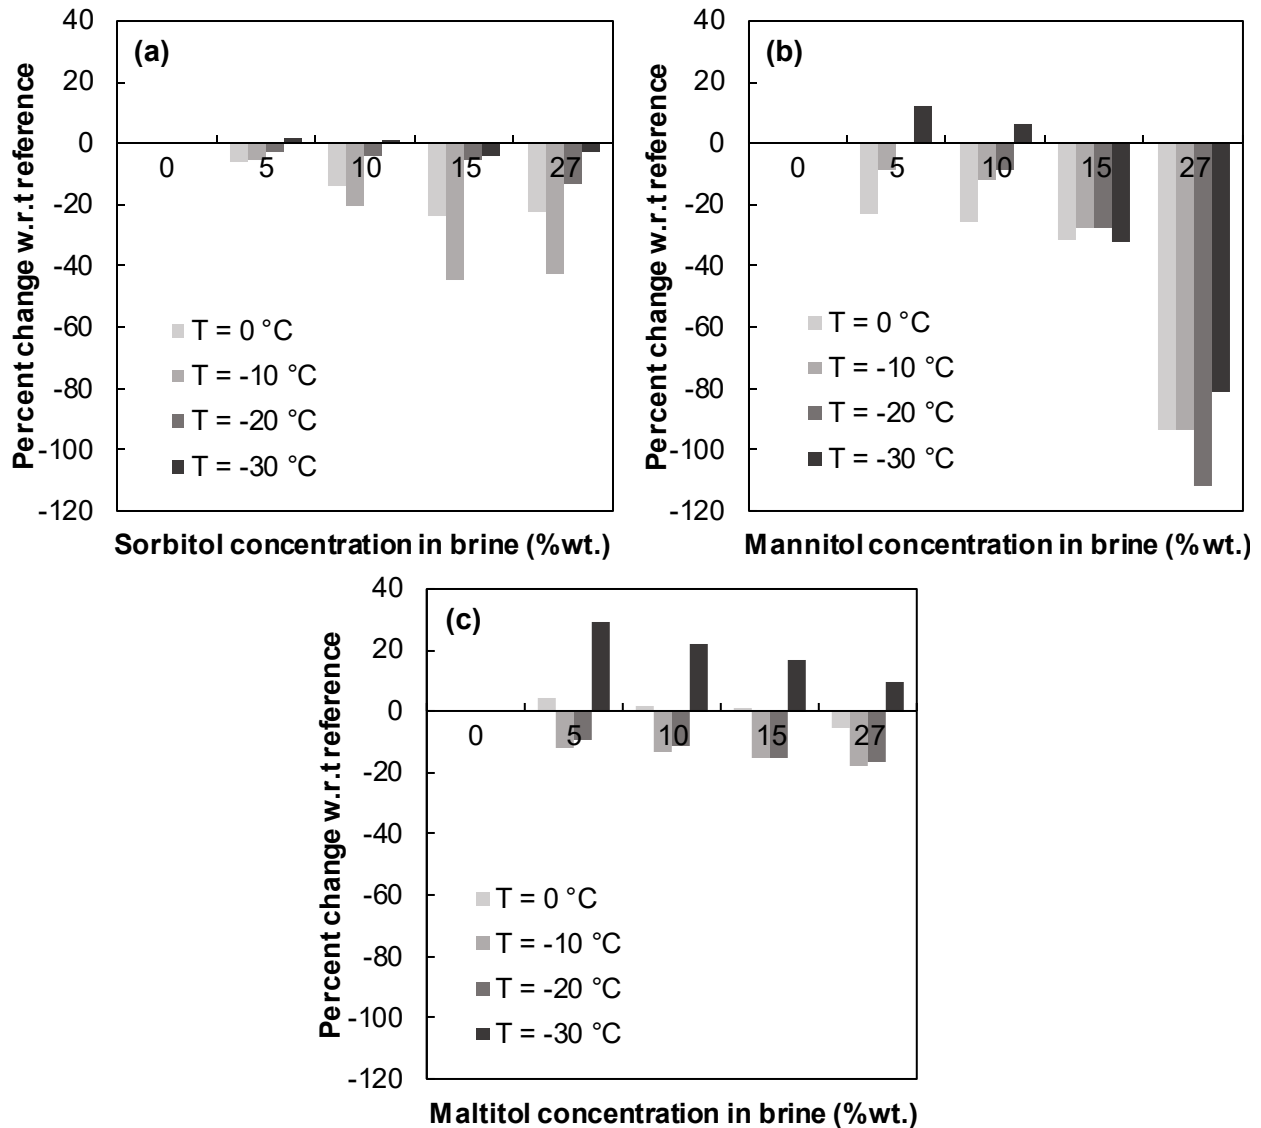 (a)
Percent change w.r.t reference
40
20
0
-20
-40
-60
-80
-100
-120
0 5 10 15 27
T = 0 °C
T = -10 °C
T = -20 °C
T = -30 °C
Sorbitol concentration in brine (%wt.)
(b)
Percent change w.r.t reference
40
20
0
-20
-40
-60
-80
-100
-120
0 5 10 15 27
T = 0 °C
T = -10 °C
T = -20 °C
T = -30 °C
Mannitol concentration in brine (%wt.)
(c)
Percent change w.r.t reference
40
20
0
-20
-40
-60
-80
-100
-120
0 5 10 15 27
T = 0 °C
T = -10 °C
T = -20 °C
T = -30 °C
Maltitol concentration in brine (%wt.)